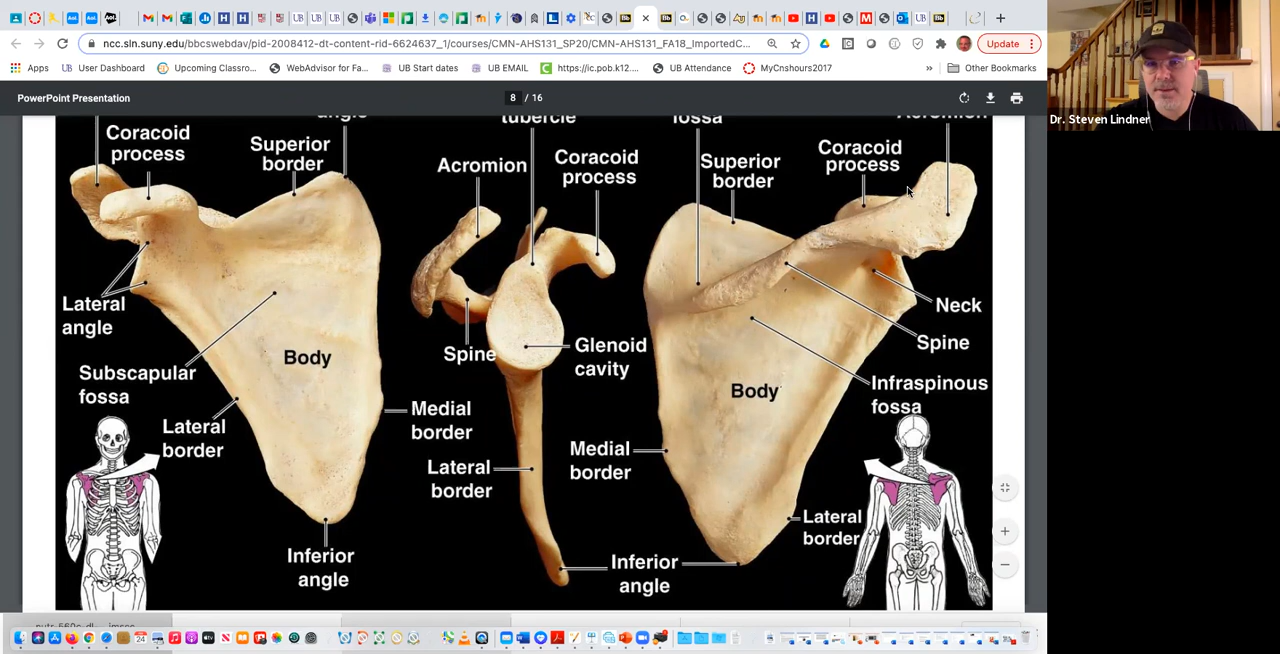 ncc.sln.suny.edu/bbcswebdav/pid-2008412-dt-content-rid-6624637_1/courses/CMN-AHS131_SP20/CMN-AHS131_FA18_ImportedC...
Update
Apps
User Dashboard
Upcoming Classro...
WebAdvisor for Fa...
UB Start dates
UB EMAIL
https://ic.pob.k12....
UB Attendance
MyCnshours2017
»
Other Bookmarks
PowerPoint Presentation
8 / 16
Dr. Steven Lindner
Coracoid
process
Superior
border
angle
Acromion
tubercle
Coracoid
process
fossa
Superior
border
Coracoid
process
Acromion
Lateral
angle
Subscapular
fossa
Lateral
border
Body
Medial
border
Inferior
angle
Spine
Glenoid
cavity
Lateral
border
Inferior
angle
Medial
border
Body
Neck
Spine
Infraspinous
fossa
Lateral
border